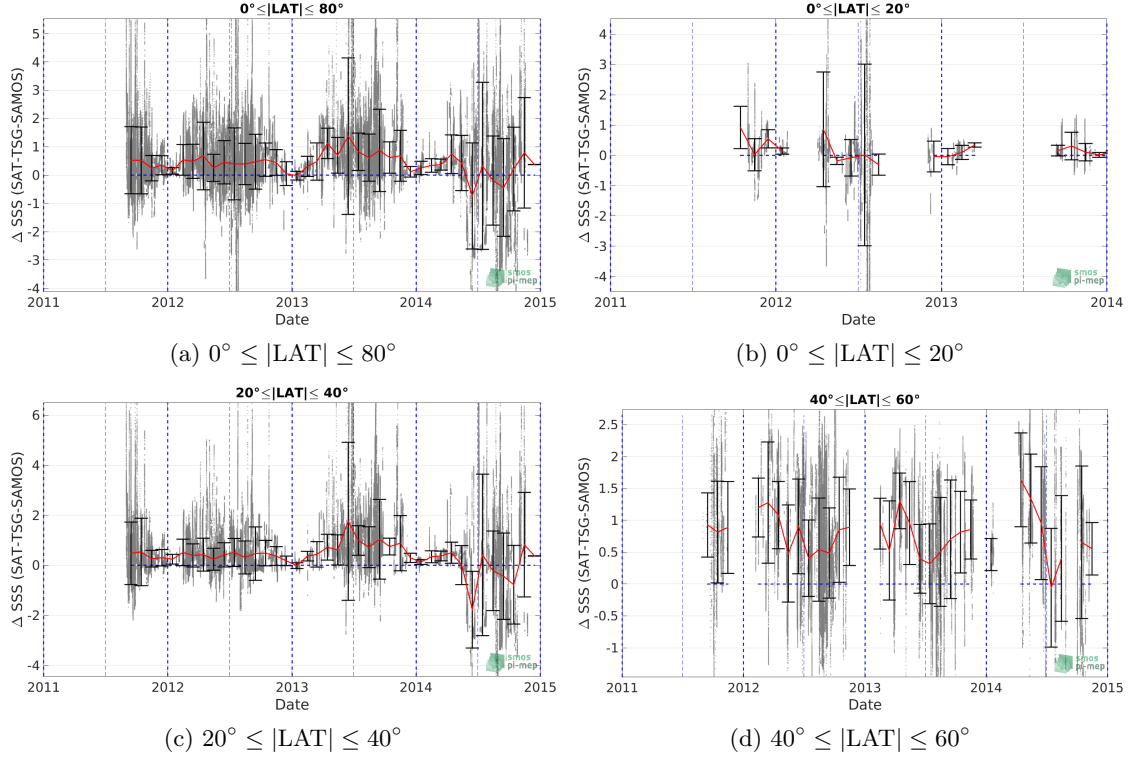 0°≤|LAT|≤ 80°
Δ SSS (SAT-TSG-SAMOS)
5
4
3
2
1
0
-1
-2
-3
-4
2011
2012
2013
2014
2015
Date
smos
pi-mep
(a) 0° ≤ |LAT| ≤ 80°
0°≤|LAT|≤ 20°
Δ SSS (SAT-TSG-SAMOS)
4
3
2
1
0
-1
-2
-3
-4
2011
2012
2013
2014
Date
smos
pi-mep
(b) 0° ≤ |LAT| ≤ 20°
20°≤|LAT|≤ 40°
Δ SSS (SAT-TSG-SAMOS)
6
4
2
0
-2
-4
2011
2012
2013
2014
2015
Date
smos
pi-mep
(c) 20° ≤ |LAT| ≤ 40°
40°≤|LAT|≤ 60°
Δ SSS (SAT-TSG-SAMOS)
2.5
2
1.5
1
0.5
0
-0.5
-1
2011
2012
2013
2014
2015
Date
smos
pi-mep
(d) 40° ≤ |LAT| ≤ 60°